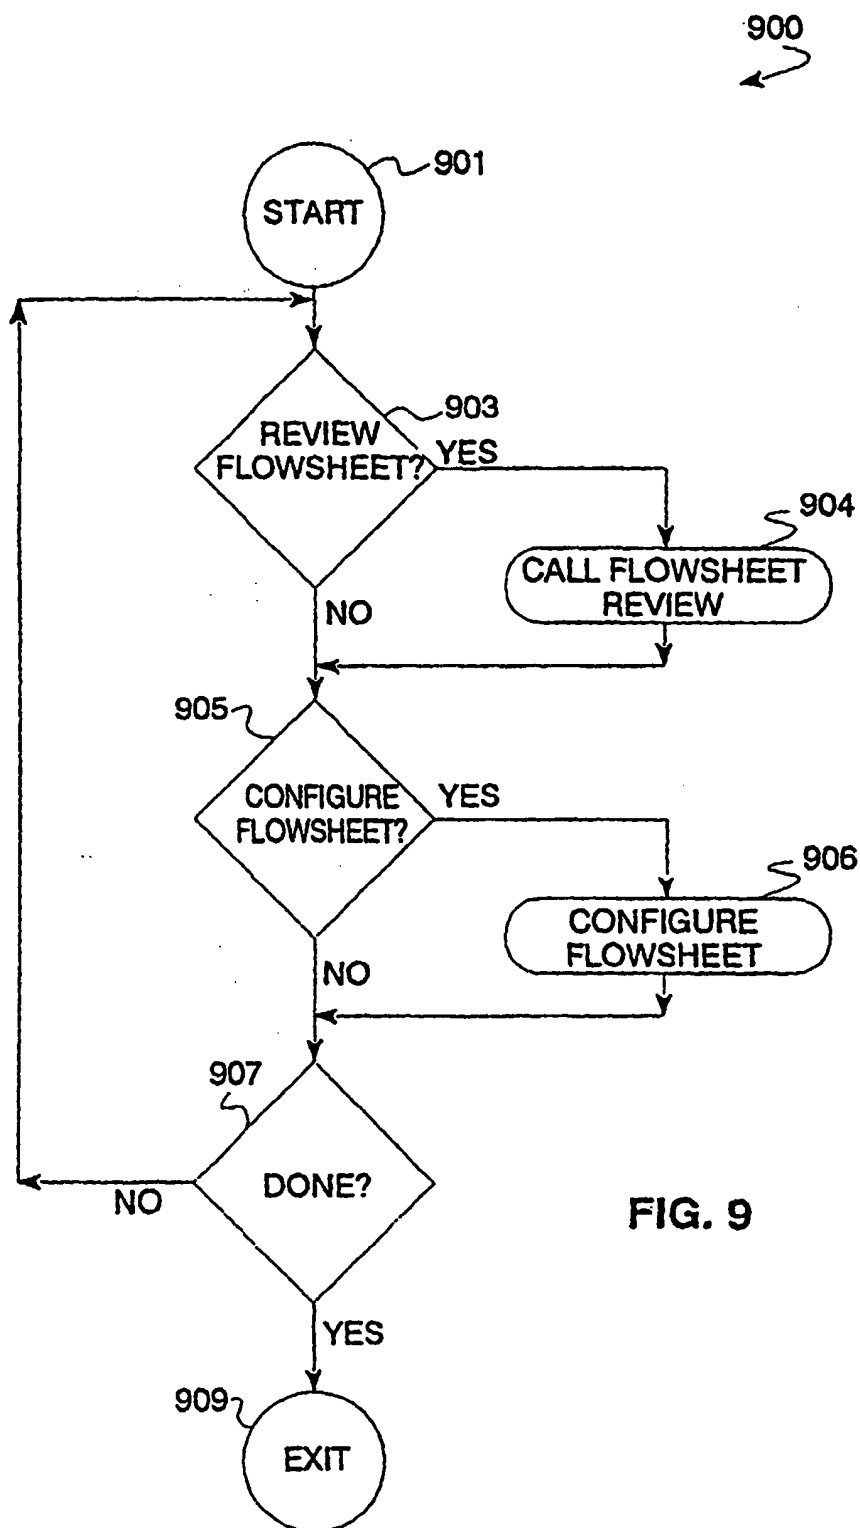 900
901
START
903
REVIEW
FLOWSHEET?
YES
904
CALL FLOWSHEET
REVIEW
NO
905
CONFIGURE
FLOWSHEET?
YES
906
CONFIGURE
FLOWSHEET
NO
907
DONE?
NO
FIG. 9
YES
909
EXIT